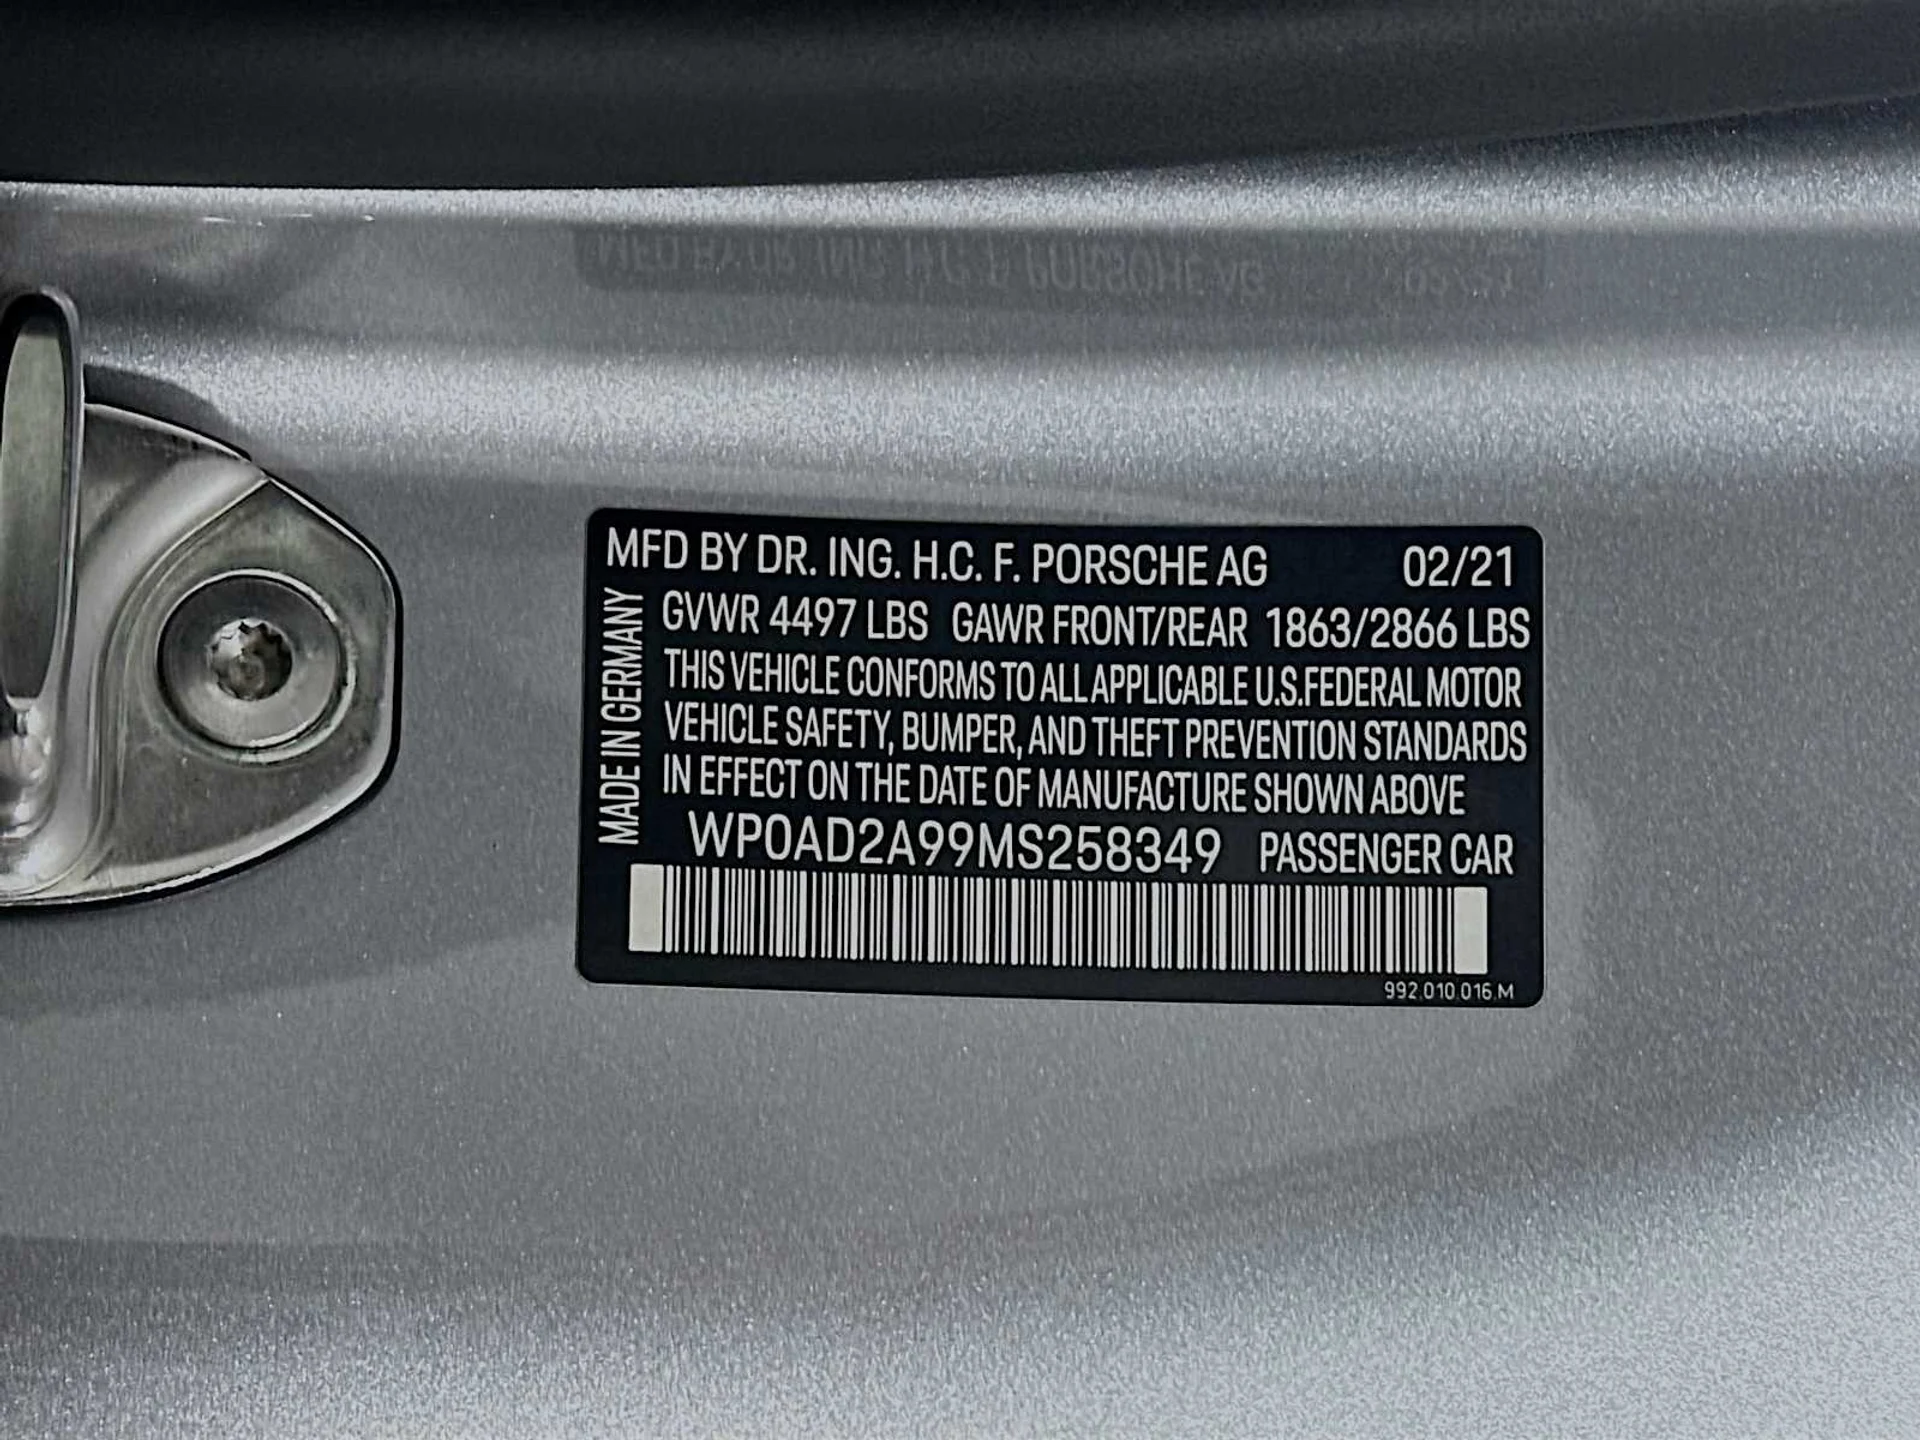 MFD BY DR. ING. H.C. F. PORSCHE AG 02/21
MADE IN GERMANY
GVWR 4497 LBS GAWR FRONT/REAR 1863/2866 LBS
THIS VEHICLE CONFORMS TO ALL APPLICABLE U.S.FEDERAL MOTOR
VEHICLE SAFETY, BUMPER, AND THEFT PREVENTION STANDARDS
IN EFFECT ON THE DATE OF MANUFACTURE SHOWN ABOVE
WP0AD2A99MS258349 PASSENGER CAR
992.010.016.M